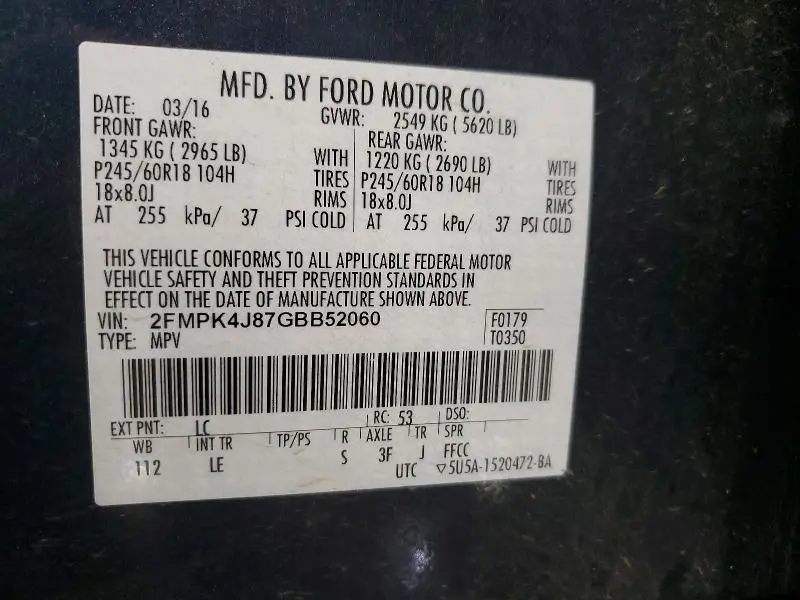 MFD. BY FORD MOTOR CO.
DATE: 03/16 GVWR: 2549 KG ( 5620 LB)
FRONT GAWR: REAR GAWR:
1345 KG ( 2965 LB) WITH 1220 KG ( 2690 LB) WITH
P245/60R18 104H TIRES P245/60R18 104H TIRES
18x8.0J RIMS 18x8.0J RIMS
AT 255 kPa/ 37 PSI COLD AT 255 kPa/ 37 PSI COLD
THIS VEHICLE CONFORMS TO ALL APPLICABLE FEDERAL MOTOR
VEHICLE SAFETY AND THEFT PREVENTION STANDARDS IN
EFFECT ON THE DATE OF MANUFACTURE SHOWN ABOVE.
VIN: 2FMPK4J87GBB52060 F0179
TYPE: MPV T0350
EXT PNT: LC RC: 53 DSO:
WB INT TR TP/PS R AXLE TR SPR
112 LE S 3F J FFCC
UTC ▽5U5A-1520472-BA